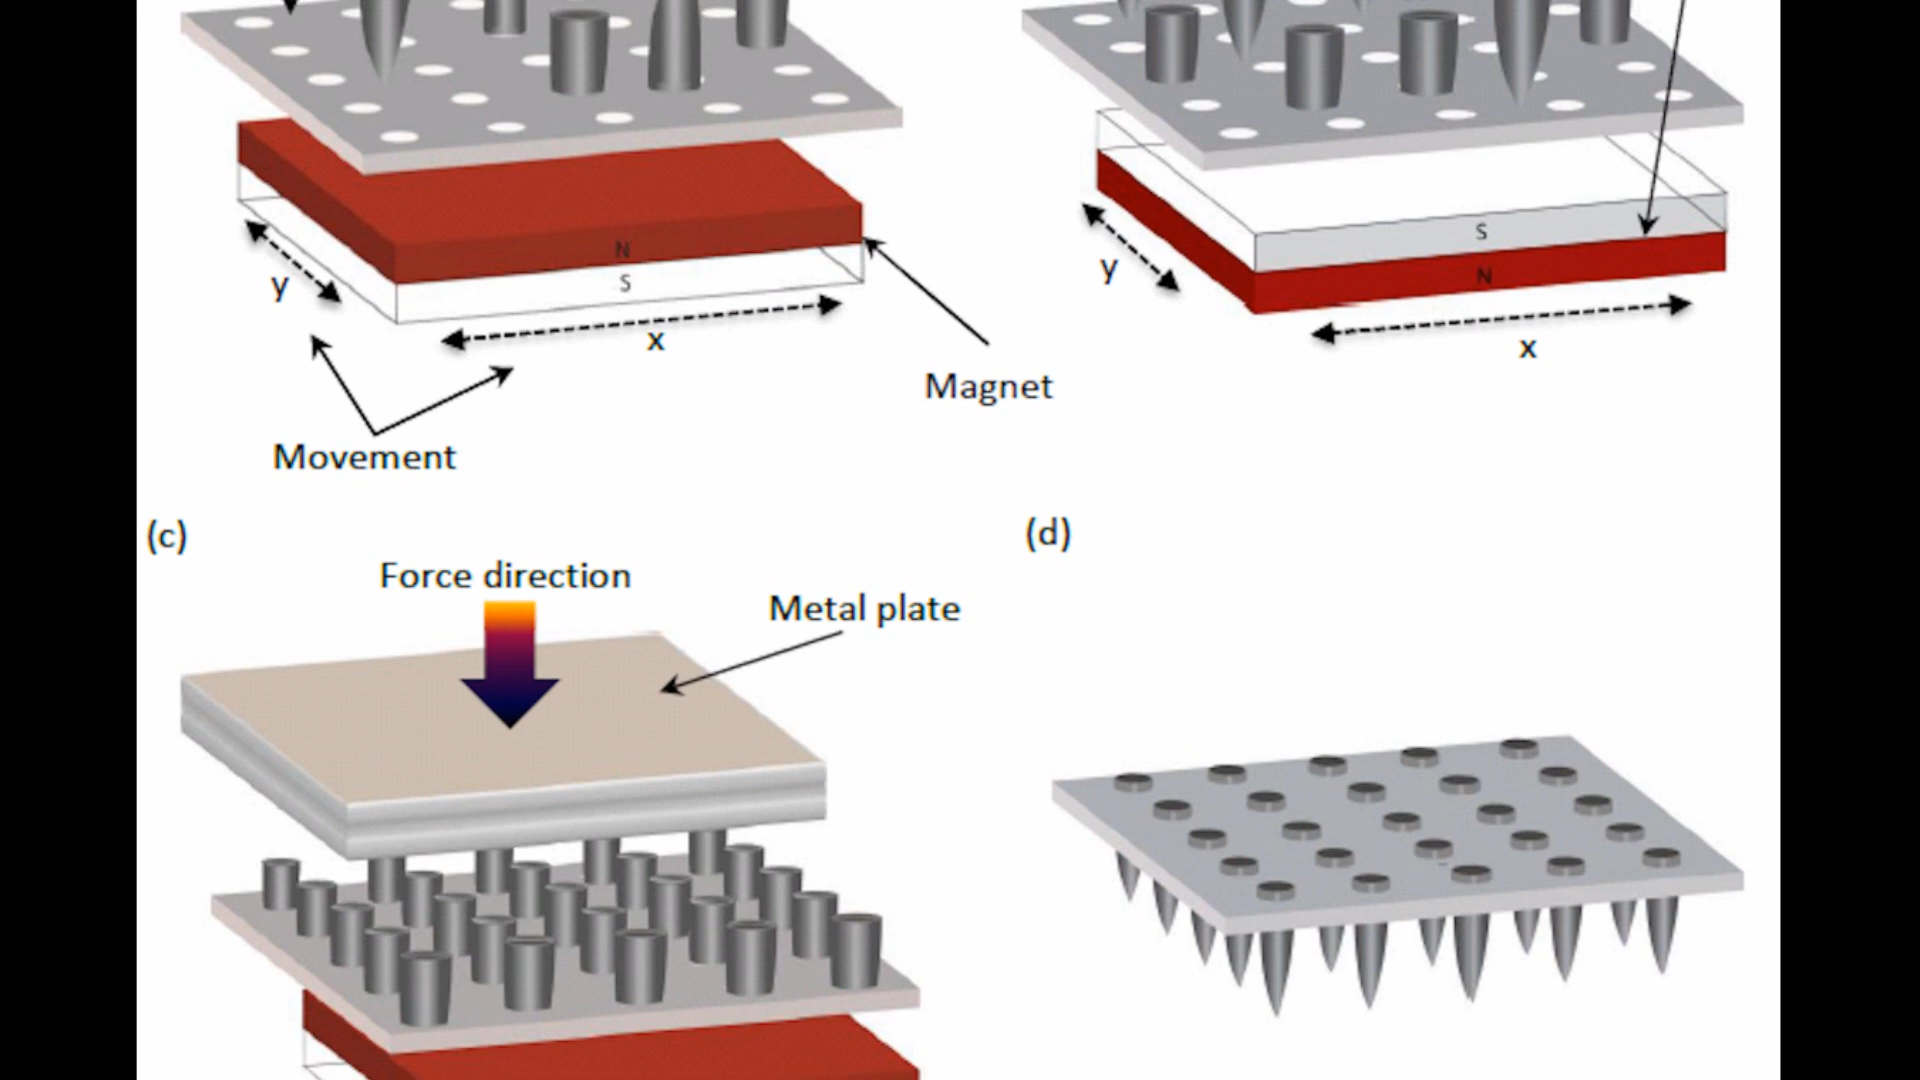 N
S
y
x
Magnet
Movement
S
N
y
x
(c)
Force direction
Metal plate
(d)